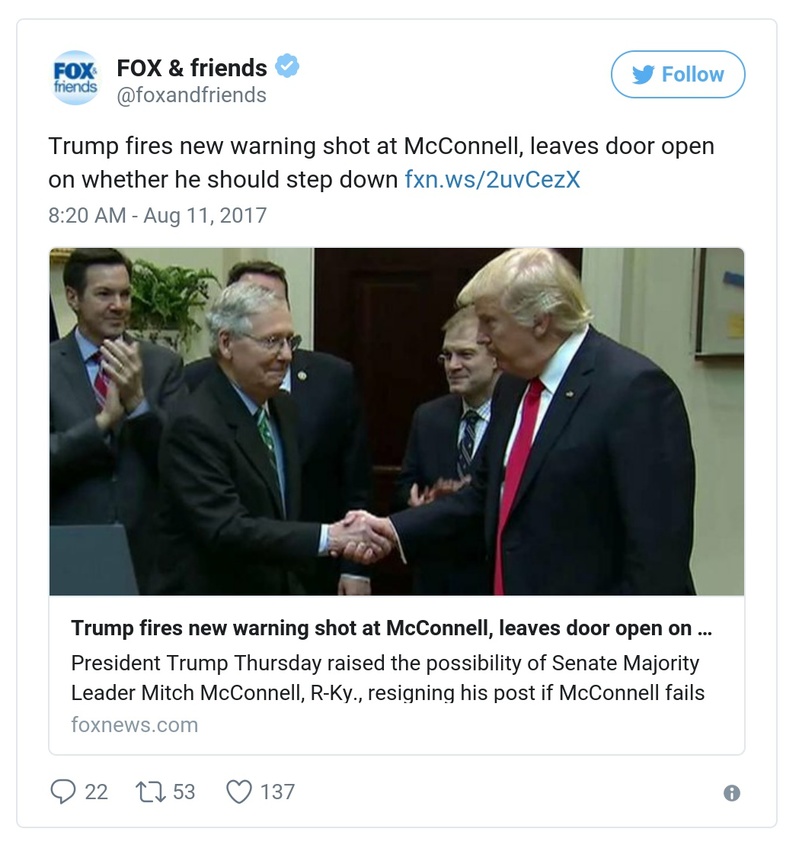 FOX&
friends
FOX & friends
@foxandfriends
Follow
Trump fires new warning shot at McConnell, leaves door open
on whether he should step down fxn.ws/2uvCezX
8:20 AM - Aug 11, 2017
Trump fires new warning shot at McConnell, leaves door open on ...
President Trump Thursday raised the possibility of Senate Majority
Leader Mitch McConnell, R-Ky., resigning his post if McConnell fails
foxnews.com
22 53 137